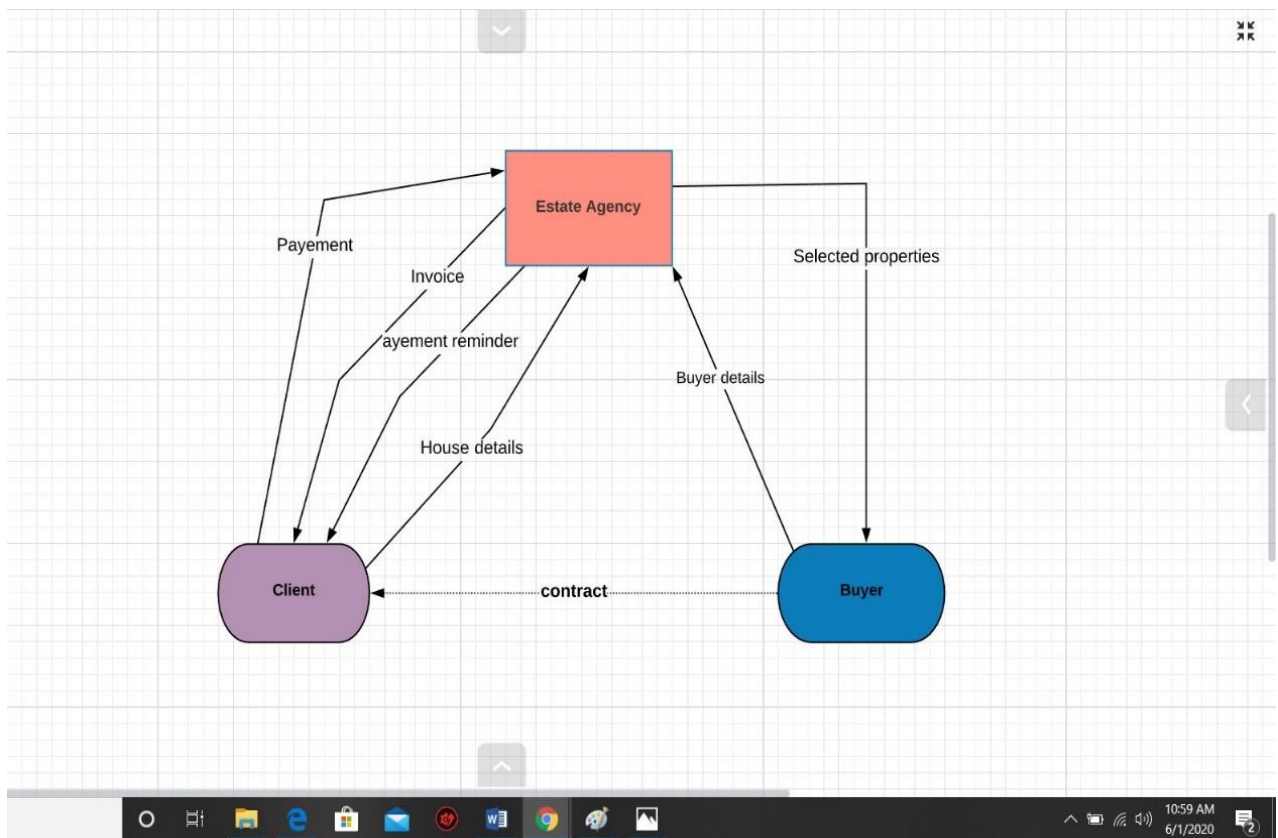 Estate Agency
Payement
Invoice
Selected properties
ayement reminder
Buyer details
House details
Client
contract
Buyer
10:59 AM
6/1/2020
2